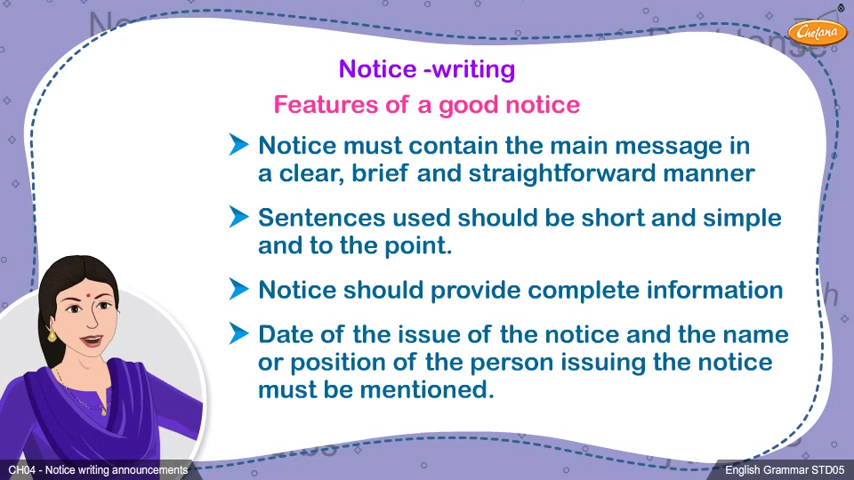 Chetana
Notice -writing
Features of a good notice
Notice must contain the main message in
a clear, brief and straightforward manner
Sentences used should be short and simple
and to the point.
Notice should provide complete information
Date of the issue of the notice and the name
or position of the person issuing the notice
must be mentioned.
CH04 - Notice writing announcements
English Grammar STD05